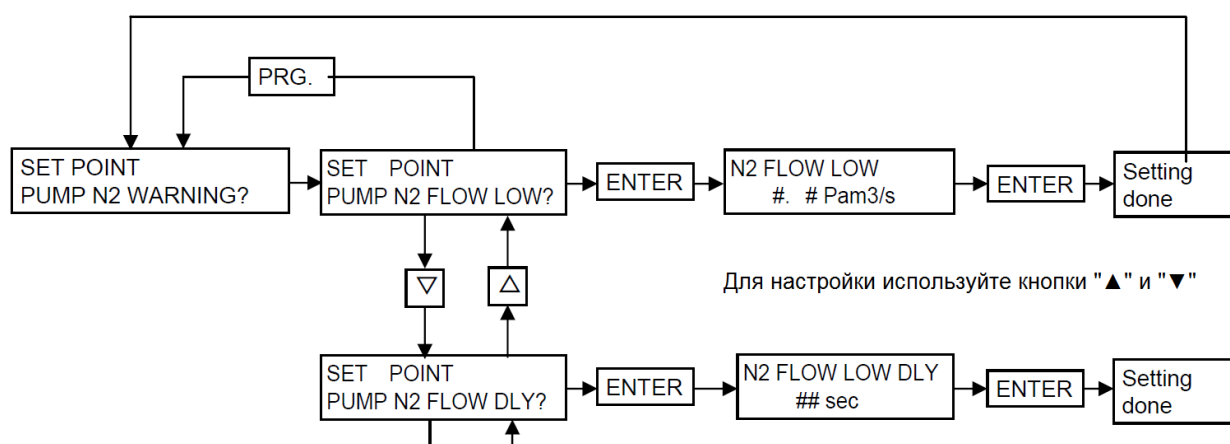 PRG.
SET POINT
PUMP N2 WARNING?
SET POINT
PUMP N2 FLOW LOW?
ENTER
N2 FLOW LOW
#. # Pam3/s
ENTER
Setting
done
▽
△
Для настройки используйте кнопки "▲" и "▼"
SET POINT
PUMP N2 FLOW DLY?
ENTER
N2 FLOW LOW DLY
## sec
ENTER
Setting
done